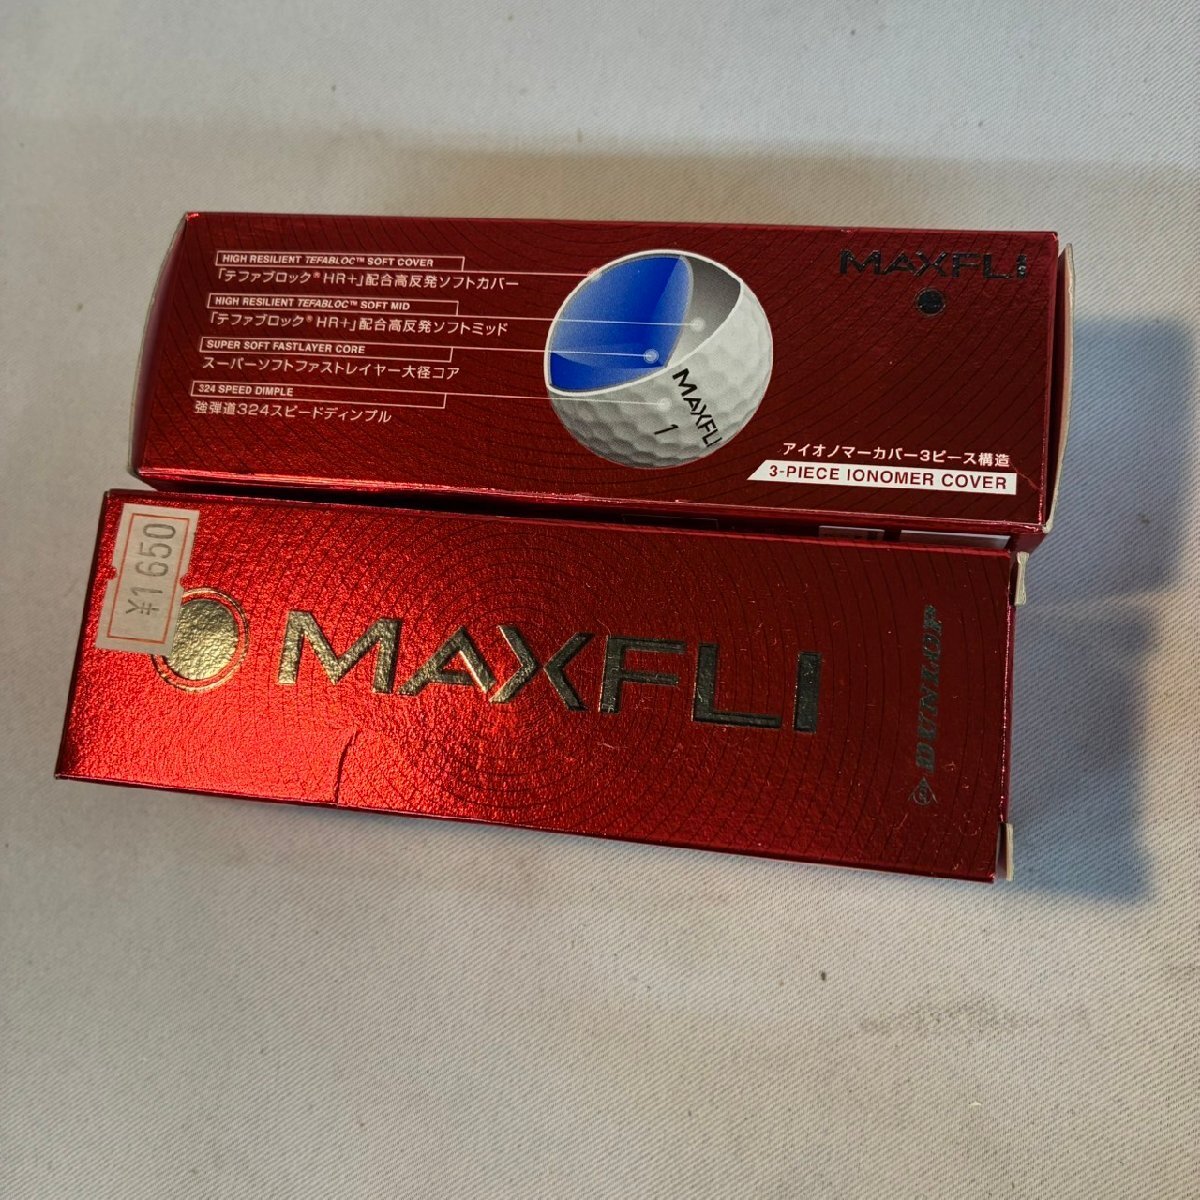 HIGH RESILIENT TEFABLOC™ SOFT COVER
「テファブロック®HR+」配合高反発ソフトカバー
HIGH RESILIENT TEFABLOC™ SOFT MID
「テファブロック®HR+」配合高反発ソフトミッド
SUPER SOFT FASTLAYER CORE
スーパーソフトファストレイヤー大径コア
324 SPEED DIMPLE
強弾道324スピードディンプル
MAXFLI
1
MAXFLI
アイオノマーカバー3ピース構造
3-PIECE IONOMER COVER
¥1650
MAXFLI
DUNLOP